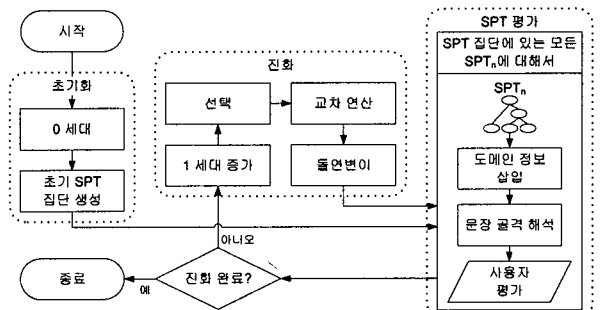 시작
초기화
0 세대
초기 SPT
집단 생성
진화
선택
교차 연산
1 세대 증가
돌연변이
아니오
진화 완료?
예
종료
SPT 평가
SPT 집단에 있는 모든
SPTn에 대해서
SPTn
도메인 정보
삽입
문장 골격 해석
사용자
평가